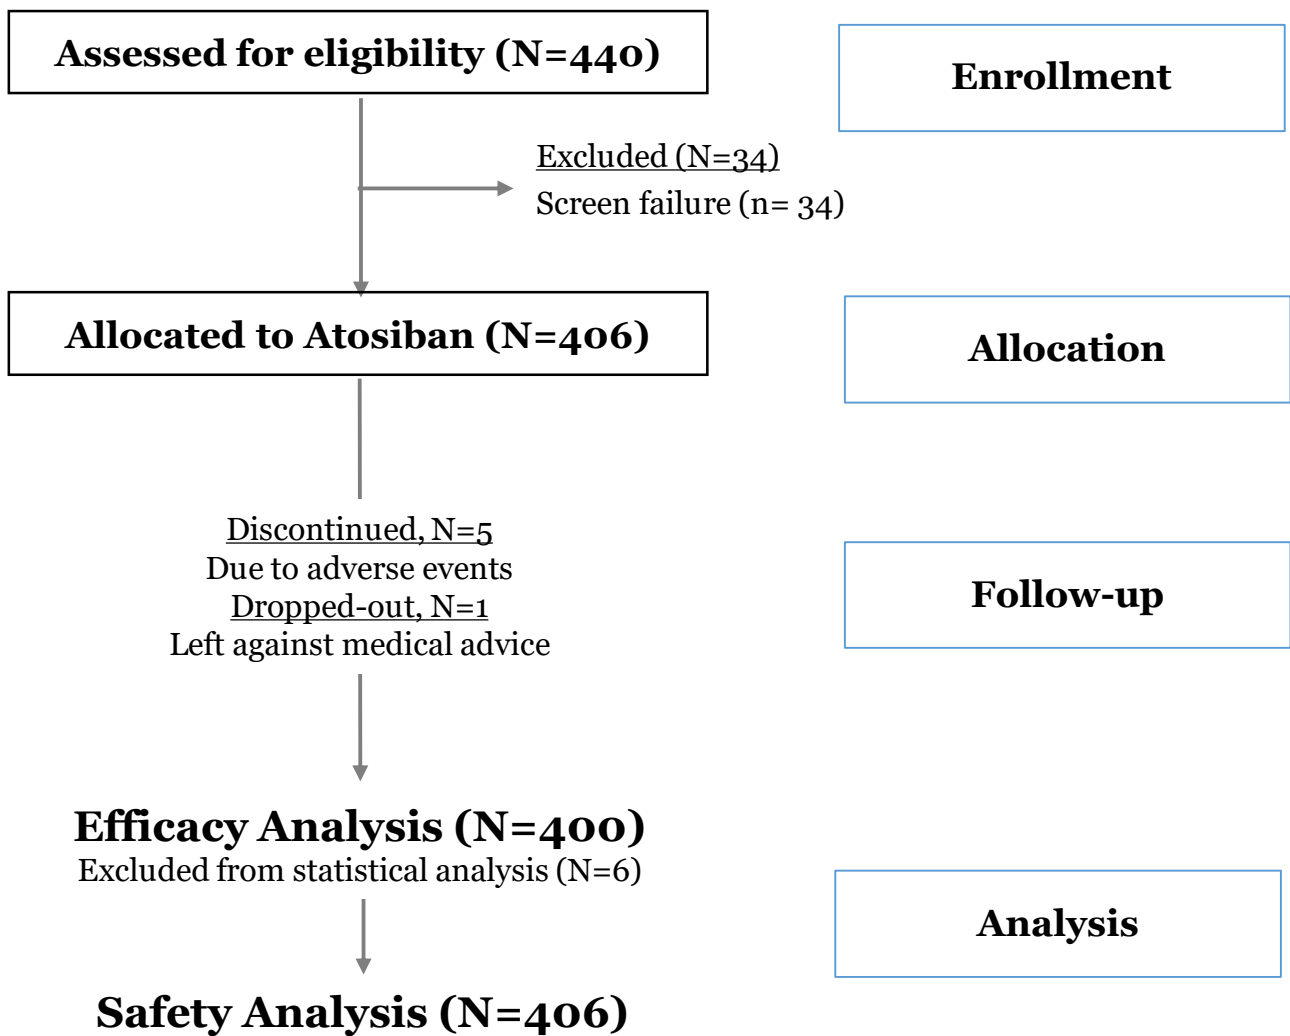 Assessed for eligibility (N=440)
Enrollment
Excluded (N=34)
Screen failure (n= 34)
Allocated to Atosiban (N=406)
Allocation
Discontinued, N=5
Due to adverse events
Dropped-out, N=1
Left against medical advice
Follow-up
Efficacy Analysis (N=400)
Excluded from statistical analysis (N=6)
Analysis
Safety Analysis (N=406)